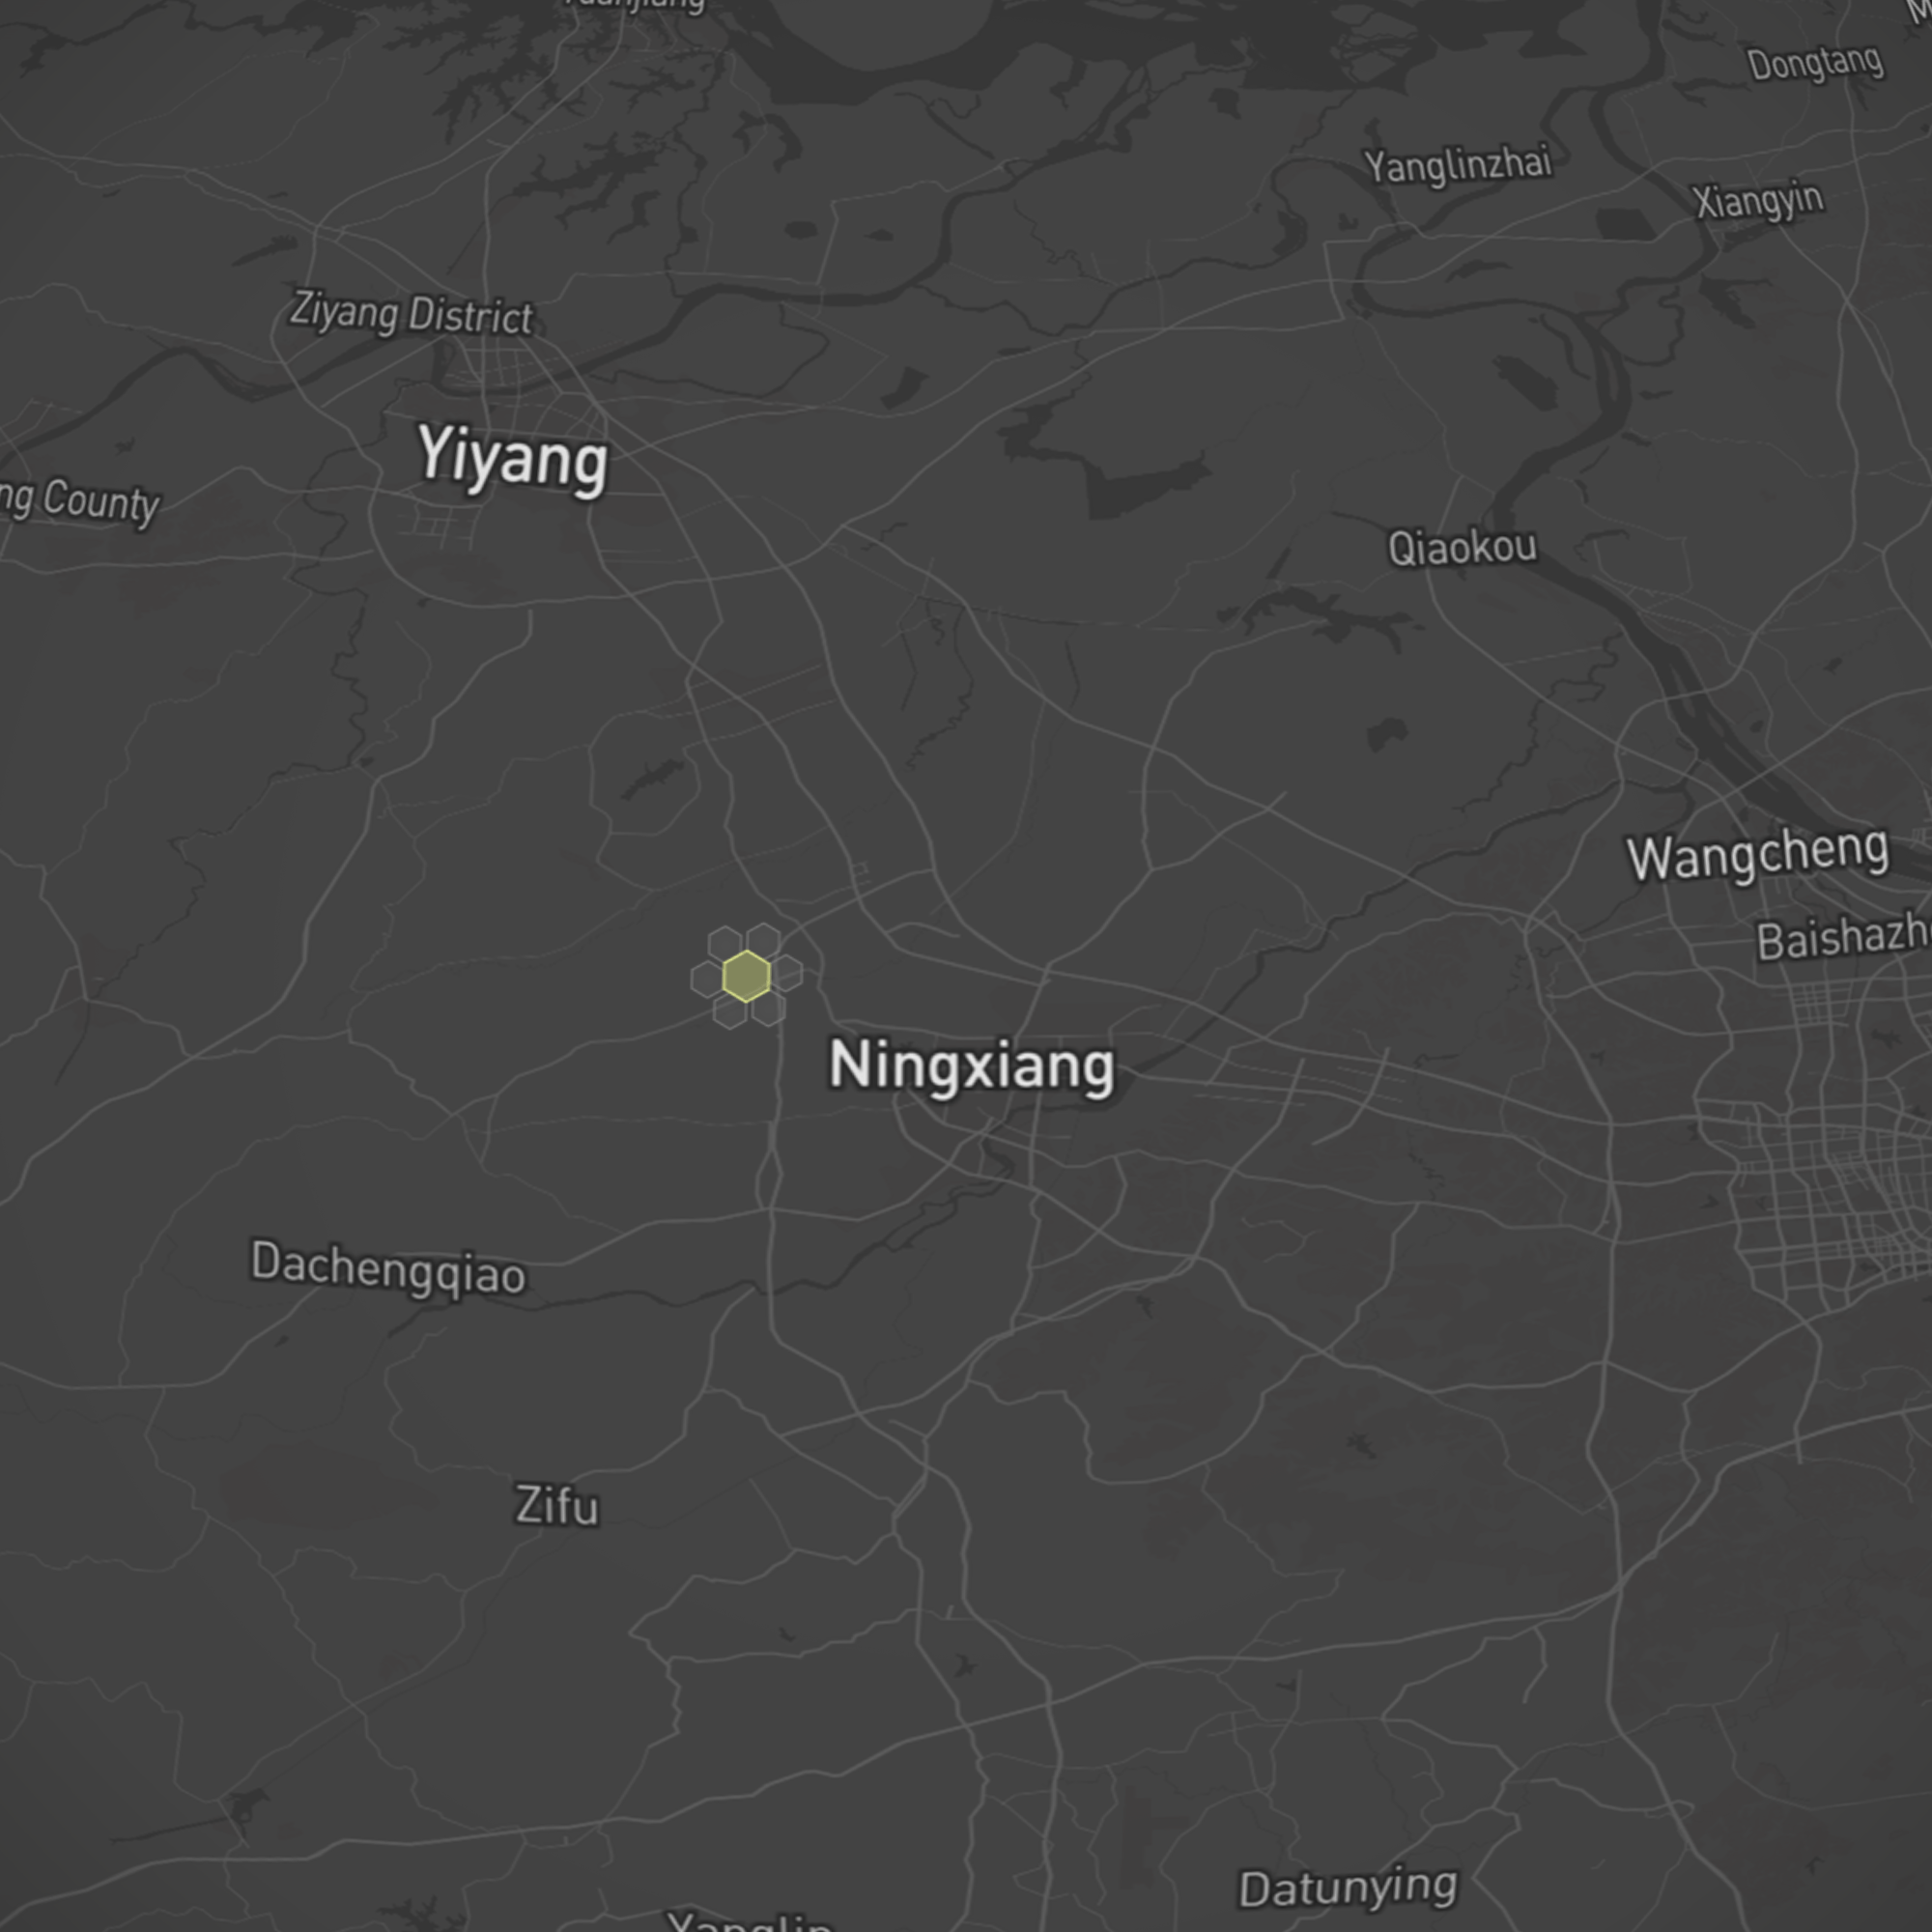 Dongtang
Yanglinzhai
Xiangyin
Ziyang District
Yiyang
County
Qiaokou
Wangcheng
Ningxiang
Dachengqiao
Zifu
Datunying